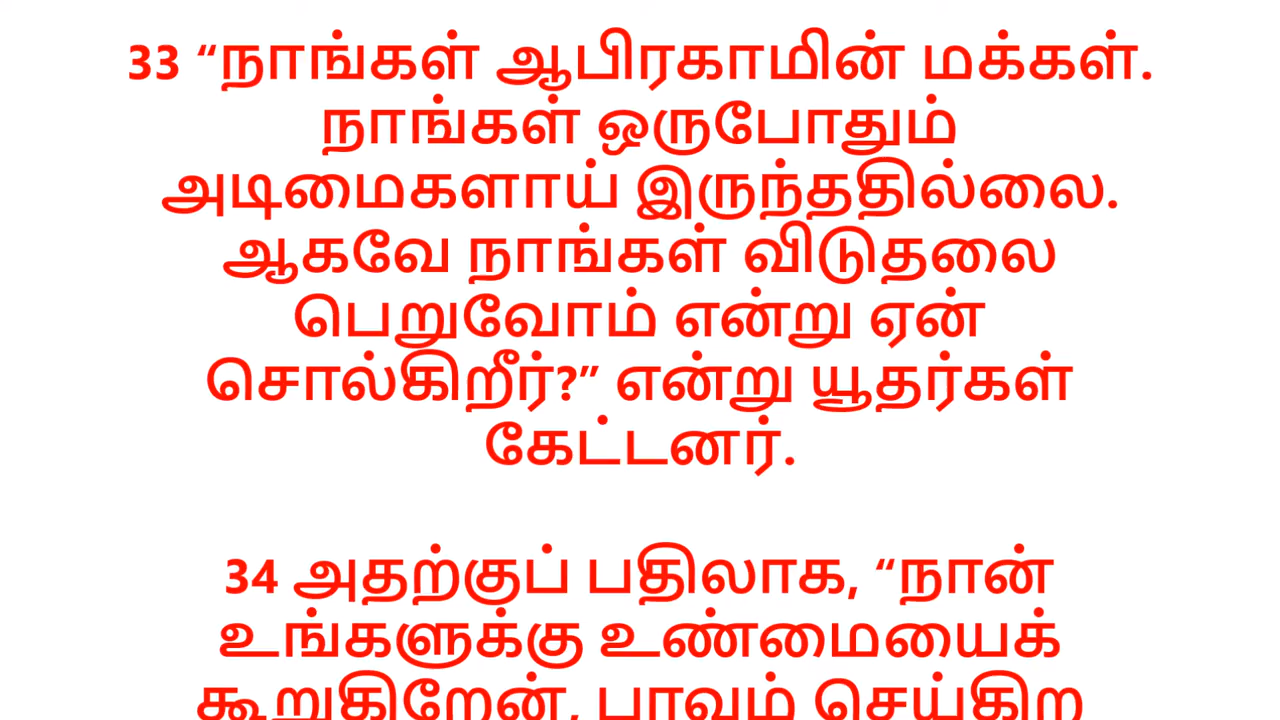 33 “நாங்கள் ஆபிரகாமின் மக்கள்.
நாங்கள் ஒருபோதும்
அடிமைகளாய் இருந்ததில்லை.
ஆகவே நாங்கள் விடுதலை
பெறுவோம் என்று ஏன்
சொல்கிறீர்?” என்று யூதர்கள்
கேட்டனர்.
34 அதற்குப் பதிலாக, “நான்
உங்களுக்கு உண்மையைக்
கூறுகிறேன், பாவம் செய்கிற